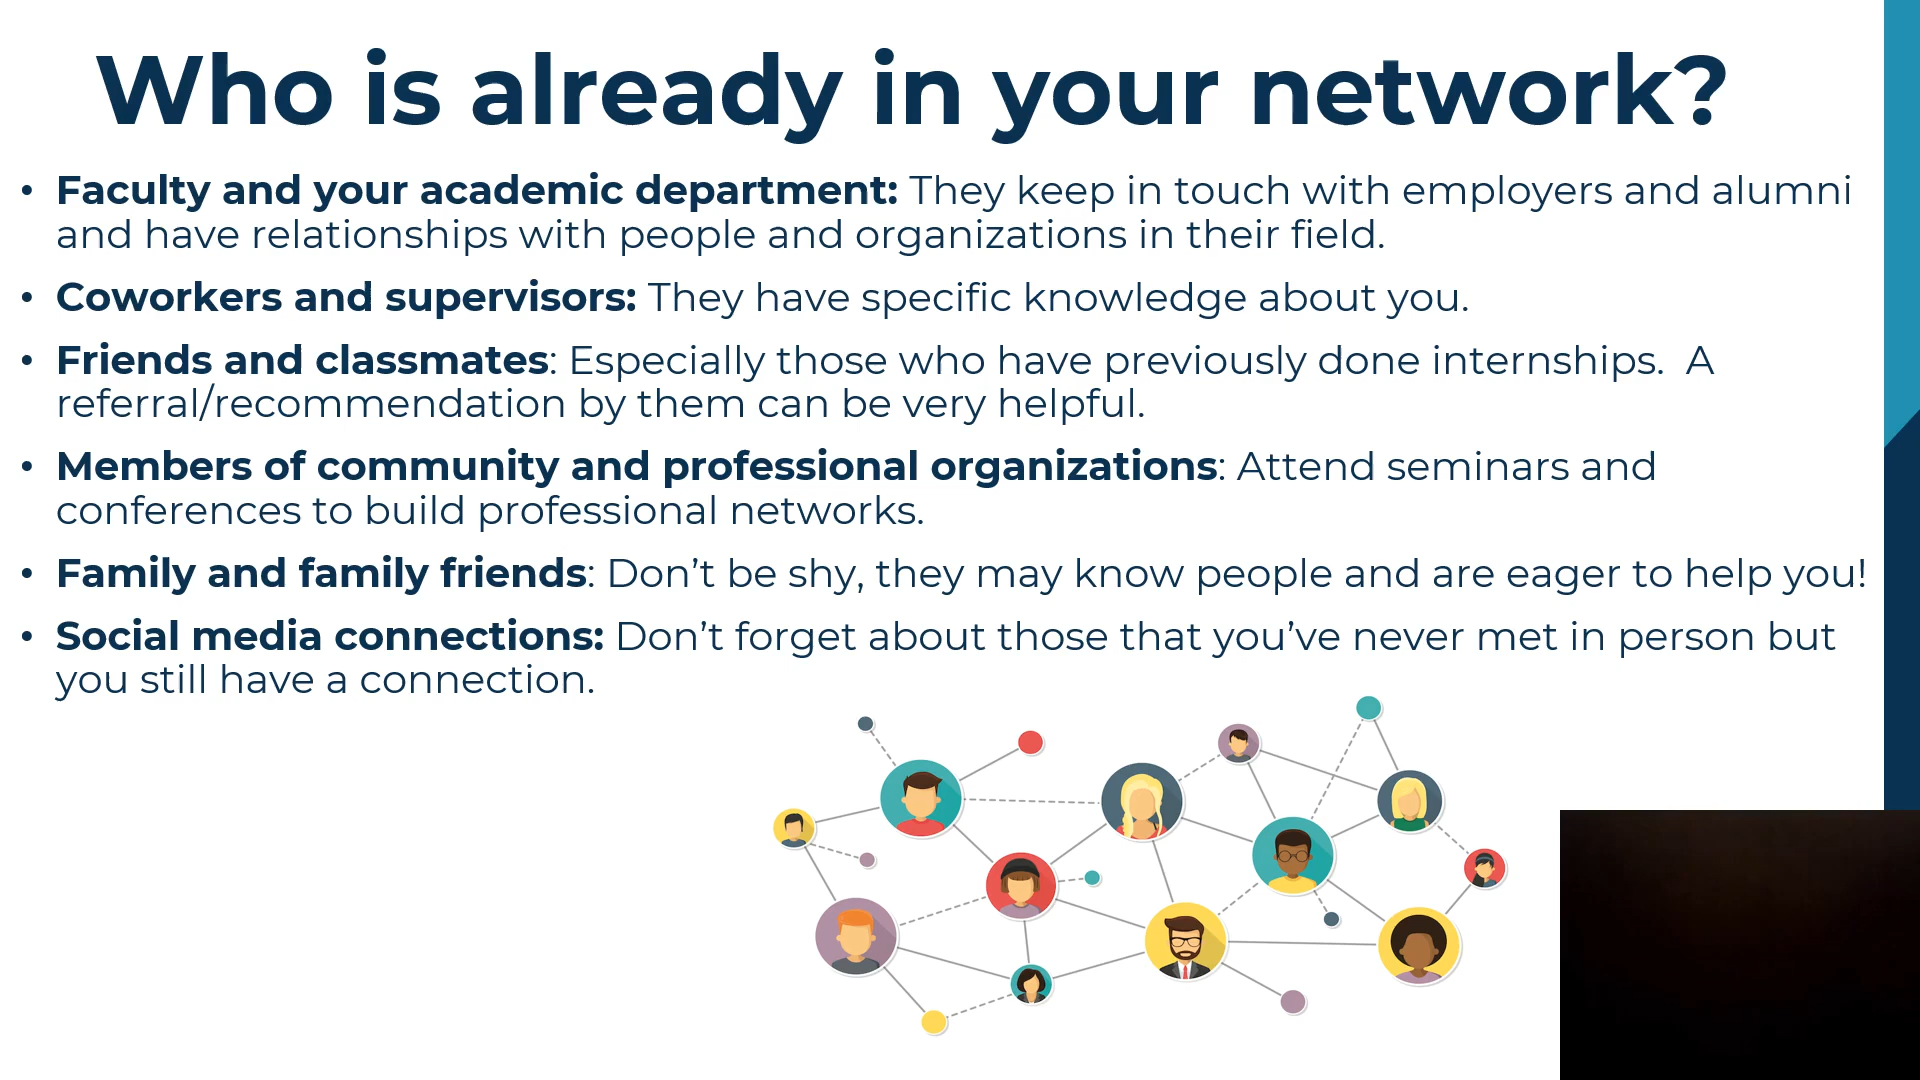 Who is already in your network?
• Faculty and your academic department: They keep in touch with employers and alumni
and have relationships with people and organizations in their field.
• Coworkers and supervisors: They have specific knowledge about you.
• Friends and classmates: Especially those who have previously done internships.  A
referral/recommendation by them can be very helpful.
• Members of community and professional organizations: Attend seminars and
conferences to build professional networks.
• Family and family friends: Don’t be shy, they may know people and are eager to help you!
• Social media connections: Don’t forget about those that you’ve never met in person but
you still have a connection.